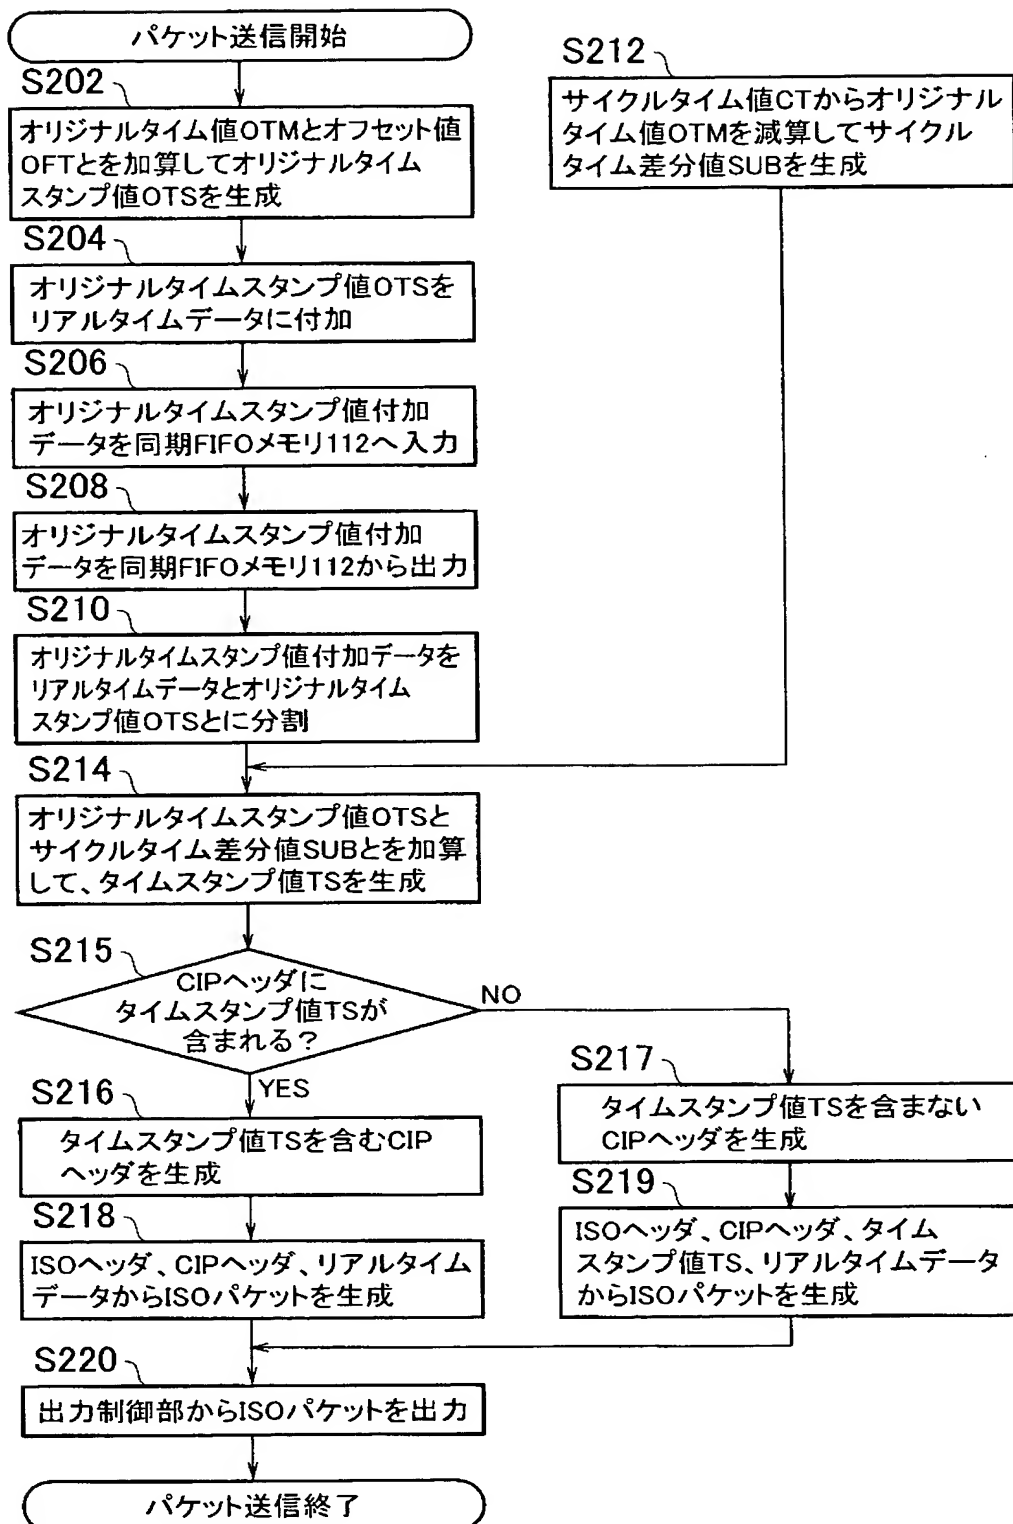 パケット送信開始
S202
オリジナルタイム値OTMとオフセット値
OFTとを加算してオリジナルタイム
スタンプ値OTSを生成
S212
サイクルタイム値CTからオリジナル
タイム値OTMを減算してサイクル
タイム差分値SUBを生成
S204
オリジナルタイムスタンプ値OTSを
リアルタイムデータに付加
S206
オリジナルタイムスタンプ値付加
データを同期FIFOメモリ112へ入力
S208
オリジナルタイムスタンプ値付加
データを同期FIFOメモリ112から出力
S210
オリジナルタイムスタンプ値付加データを
リアルタイムデータとオリジナルタイム
スタンプ値OTSとに分割
S214
オリジナルタイムスタンプ値OTSと
サイクルタイム差分値SUBとを加算
して、タイムスタンプ値TSを生成
S215
CIPヘッダに
タイムスタンプ値TSが
含まれる?
NO
YES
S216
タイムスタンプ値TSを含むCIP
ヘッダを生成
S217
タイムスタンプ値TSを含まない
CIPヘッダを生成
S218
ISOヘッダ、CIPヘッダ、リアルタイム
データからISOパケットを生成
S219
ISOヘッダ、CIPヘッダ、タイム
スタンプ値TS、リアルタイムデータ
からISOパケットを生成
S220
出力制御部からISOパケットを出力
パケット送信終了